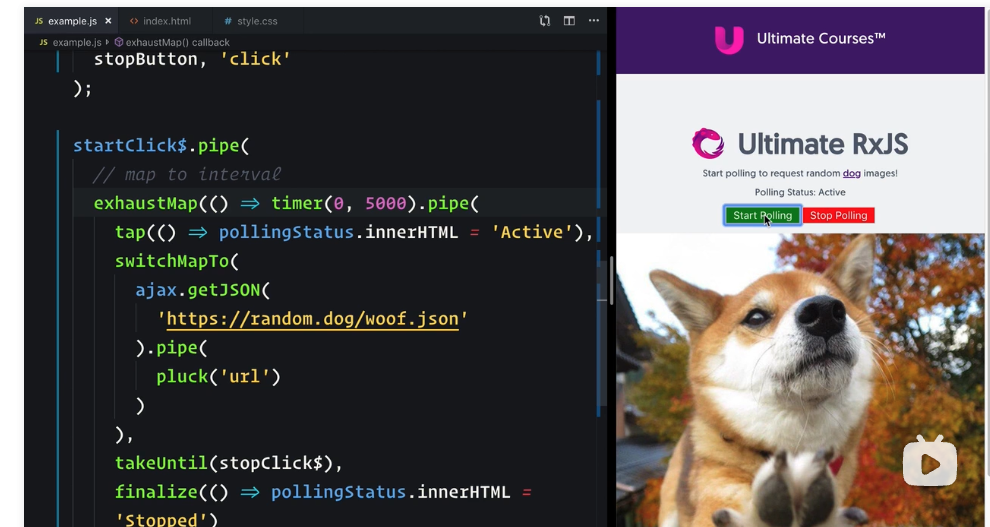 example.js
index.html
style.css
example.js › exhaustMap() callback
stopButton, 'click'
);
startClick$.pipe(
// map to interval
exhaustMap(() ⇒ timer(0, 5000).pipe(
tap(() ⇒ pollingStatus.innerHTML = 'Active'),
switchMapTo(
ajax.getJSON(
'https://random.dog/woof.json'
).pipe(
pluck('url')
)
),
takeUntil(stopClick$),
finalize(() ⇒ pollingStatus.innerHTML =
'Stopped')
Ultimate Courses™
Ultimate RxJS
Start polling to request random dog images!
Polling Status: Active
Start Polling
Stop Polling